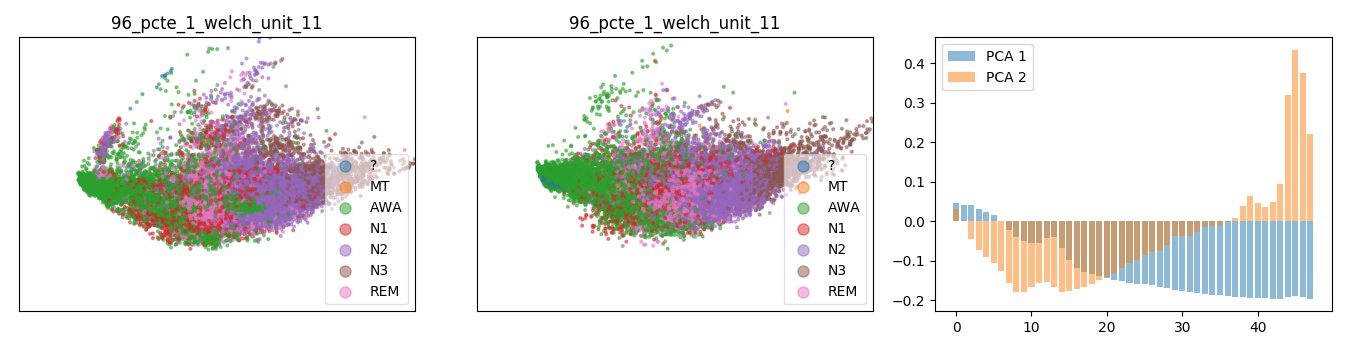 96_pcte_1_welch_unit_11
?
MT
AWA
N1
N2
N3
REM
96_pcte_1_welch_unit_11
?
MT
AWA
N1
N2
N3
REM
PCA 1
PCA 2
0.4
0.3
0.2
0.1
0.0
−0.1
−0.2
0 10 20 30 40